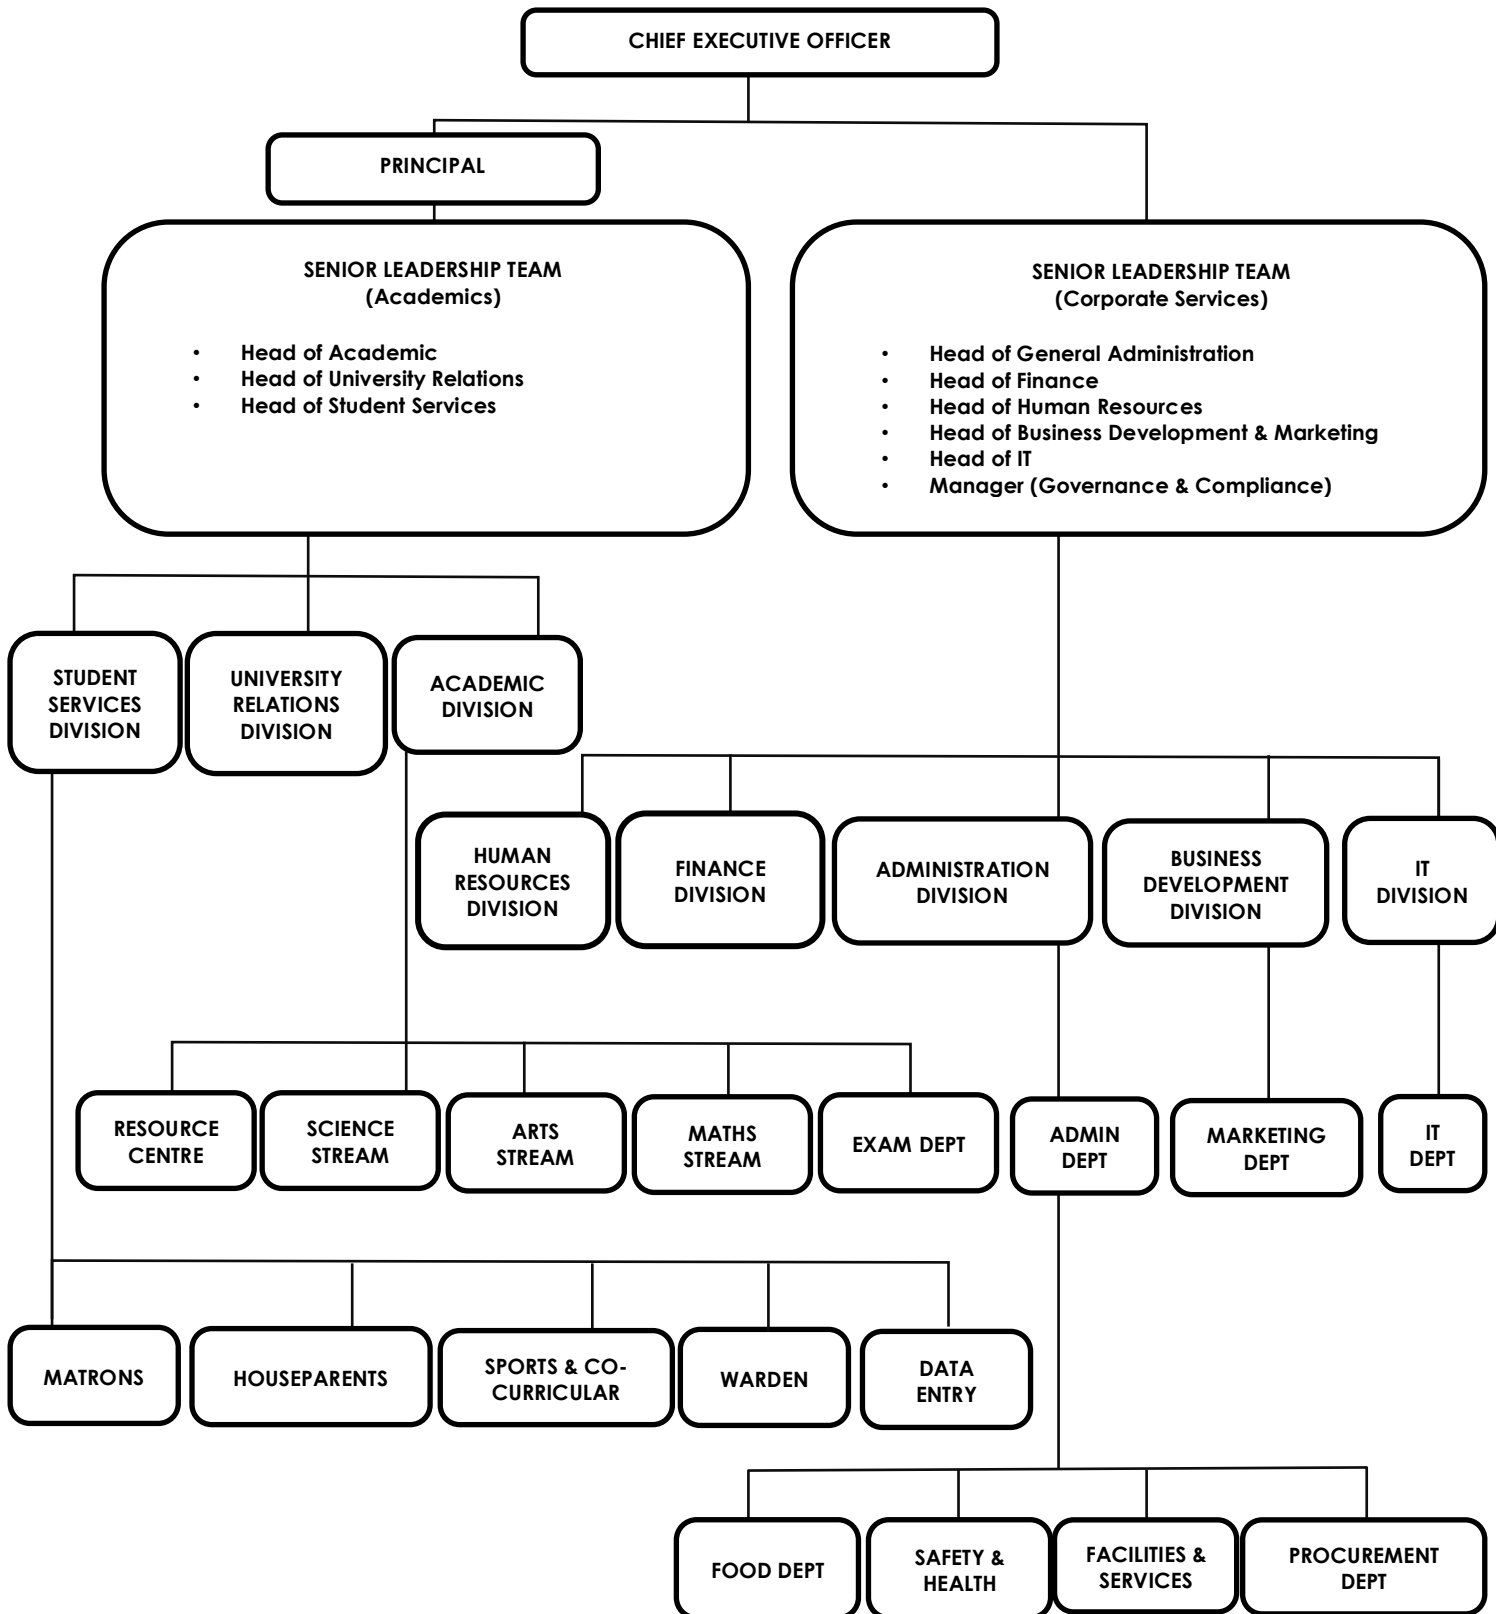 CHIEF EXECUTIVE OFFICER
PRINCIPAL
SENIOR LEADERSHIP TEAM
(Academics)
• Head of Academic
• Head of University Relations
• Head of Student Services
SENIOR LEADERSHIP TEAM
(Corporate Services)
• Head of General Administration
• Head of Finance
• Head of Human Resources
• Head of Business Development & Marketing
• Head of IT
• Manager (Governance & Compliance)
STUDENT
SERVICES
DIVISION
UNIVERSITY
RELATIONS
DIVISION
ACADEMIC
DIVISION
HUMAN
RESOURCES
DIVISION
FINANCE
DIVISION
ADMINISTRATION
DIVISION
BUSINESS
DEVELOPMENT
DIVISION
IT
DIVISION
RESOURCE
CENTRE
SCIENCE
STREAM
ARTS
STREAM
MATHS
STREAM
EXAM DEPT
ADMIN
DEPT
MARKETING
DEPT
IT
DEPT
MATRONS
HOUSEPARENTS
SPORTS & CO-
CURRICULAR
WARDEN
DATA
ENTRY
FOOD DEPT
SAFETY &
HEALTH
FACILITIES &
SERVICES
PROCUREMENT
DEPT